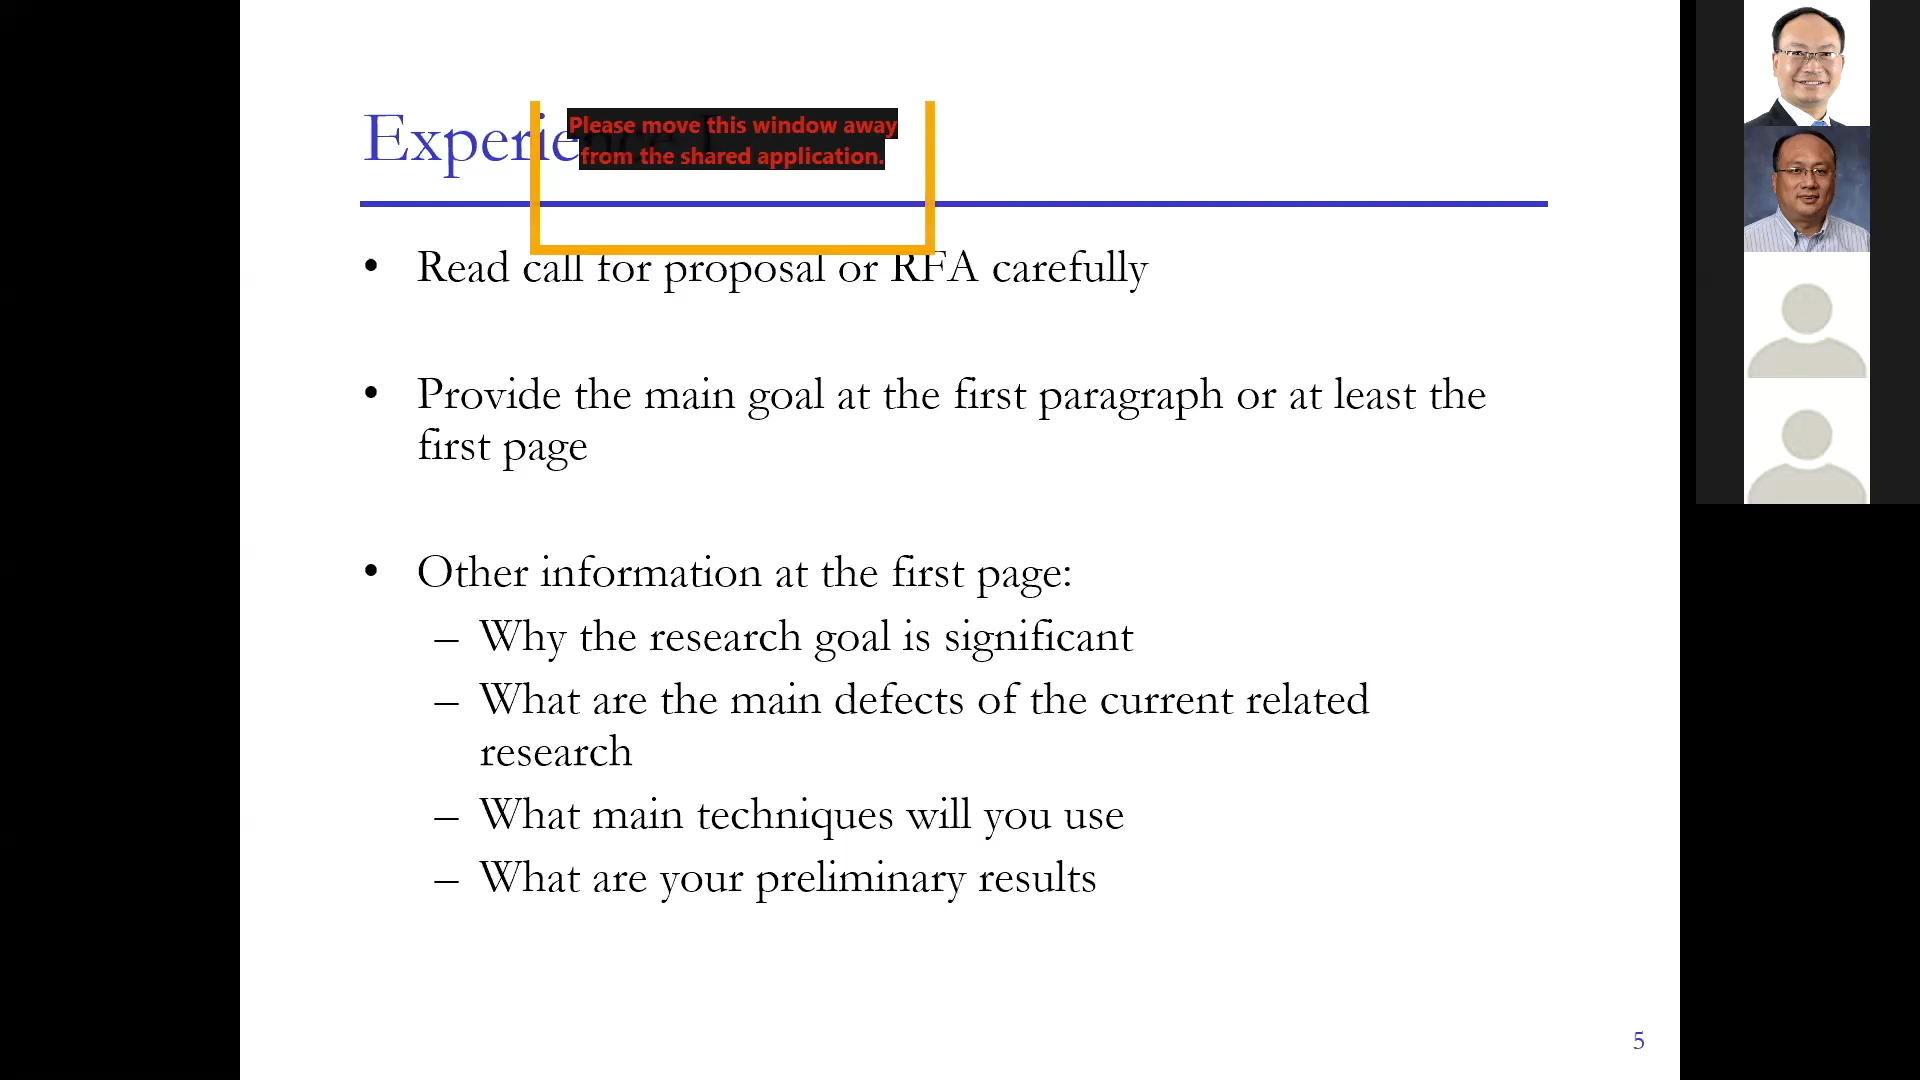 Please move this window away
from the shared application.
• Read call for proposal or RFA carefully
• Provide the main goal at the first paragraph or at least the
first page
• Other information at the first page:
– Why the research goal is significant
– What are the main defects of the current related
research
– What main techniques will you use
– What are your preliminary results
5